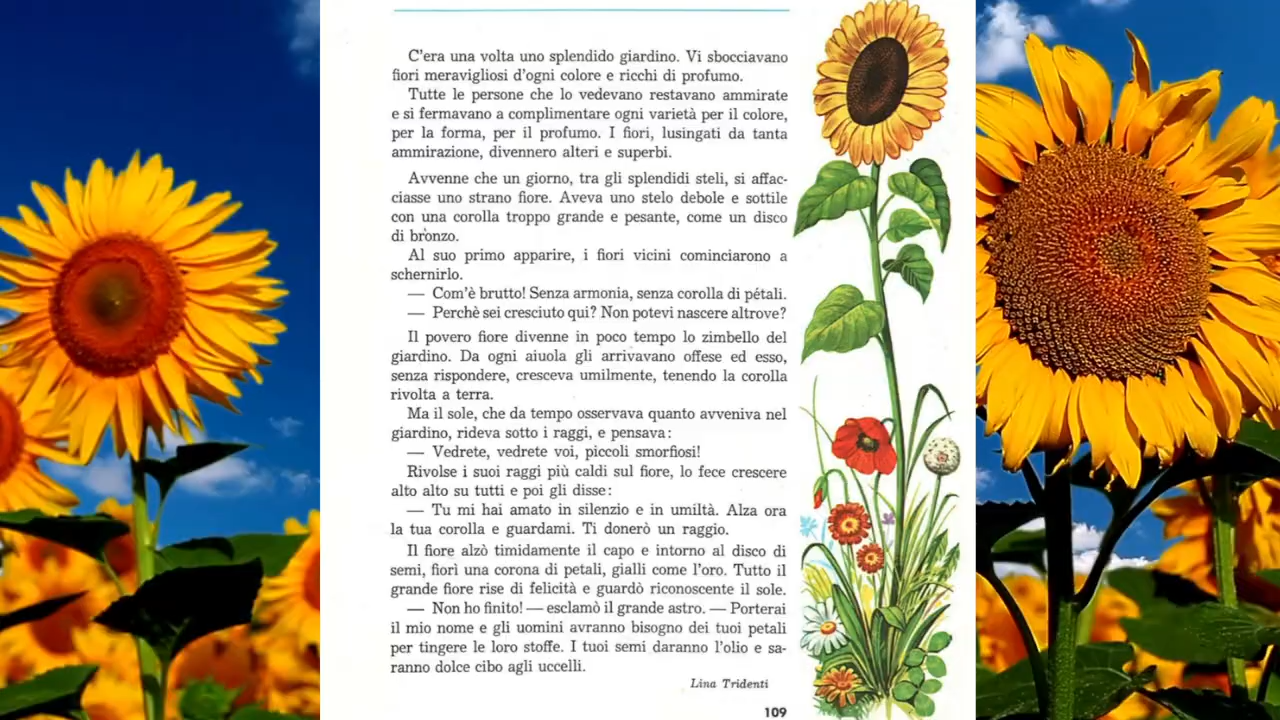 C'era una volta uno splendido giardino. Vi sbocciavano
fiori meravigliosi d'ogni colore e ricchi di profumo.
Tutte le persone che lo vedevano restavano ammirate
e si fermavano a complimentare ogni varietà per il colore,
per la forma, per il profumo. I fiori, lusingati da tanta
ammirazione, divennero alteri e superbi.
Avvenne che un giorno, tra gli splendidi steli, si affac-
ciasse uno strano fiore. Aveva uno stelo debole e sottile
con una corolla troppo grande e pesante, come un disco
di bronzo.
Al suo primo apparire, i fiori vicini cominciarono a
schernirlo.
— Com'è brutto! Senza armonia, senza corolla di pétali.
— Perchè sei cresciuto qui? Non potevi nascere altrove?
Il povero fiore divenne in poco tempo lo zimbello del
giardino. Da ogni aiuola gli arrivavano offese ed esso,
senza rispondere, cresceva umilmente, tenendo la corolla
rivolta a terra.
Ma il sole, che da tempo osservava quanto avveniva nel
giardino, rideva sotto i raggi, e pensava:
— Vedrete, vedrete voi, piccoli smorfiosi!
Rivolse i suoi raggi più caldi sul fiore, lo fece crescere
alto alto su tutti e poi gli disse:
— Tu mi hai amato in silenzio e in umiltà. Alza ora
la tua corolla e guardami. Ti donerò un raggio.
Il fiore alzò timidamente il capo e intorno al disco di
semi, fiorì una corona di petali, gialli come l'oro. Tutto il
grande fiore rise di felicità e guardò riconoscente il sole.
— Non ho finito! — esclamò il grande astro. — Porterai
il mio nome e gli uomini avranno bisogno dei tuoi petali
per tingere le loro stoffe. I tuoi semi daranno l'olio e sa-
ranno dolce cibo agli uccelli.
Lina Tridenti
109